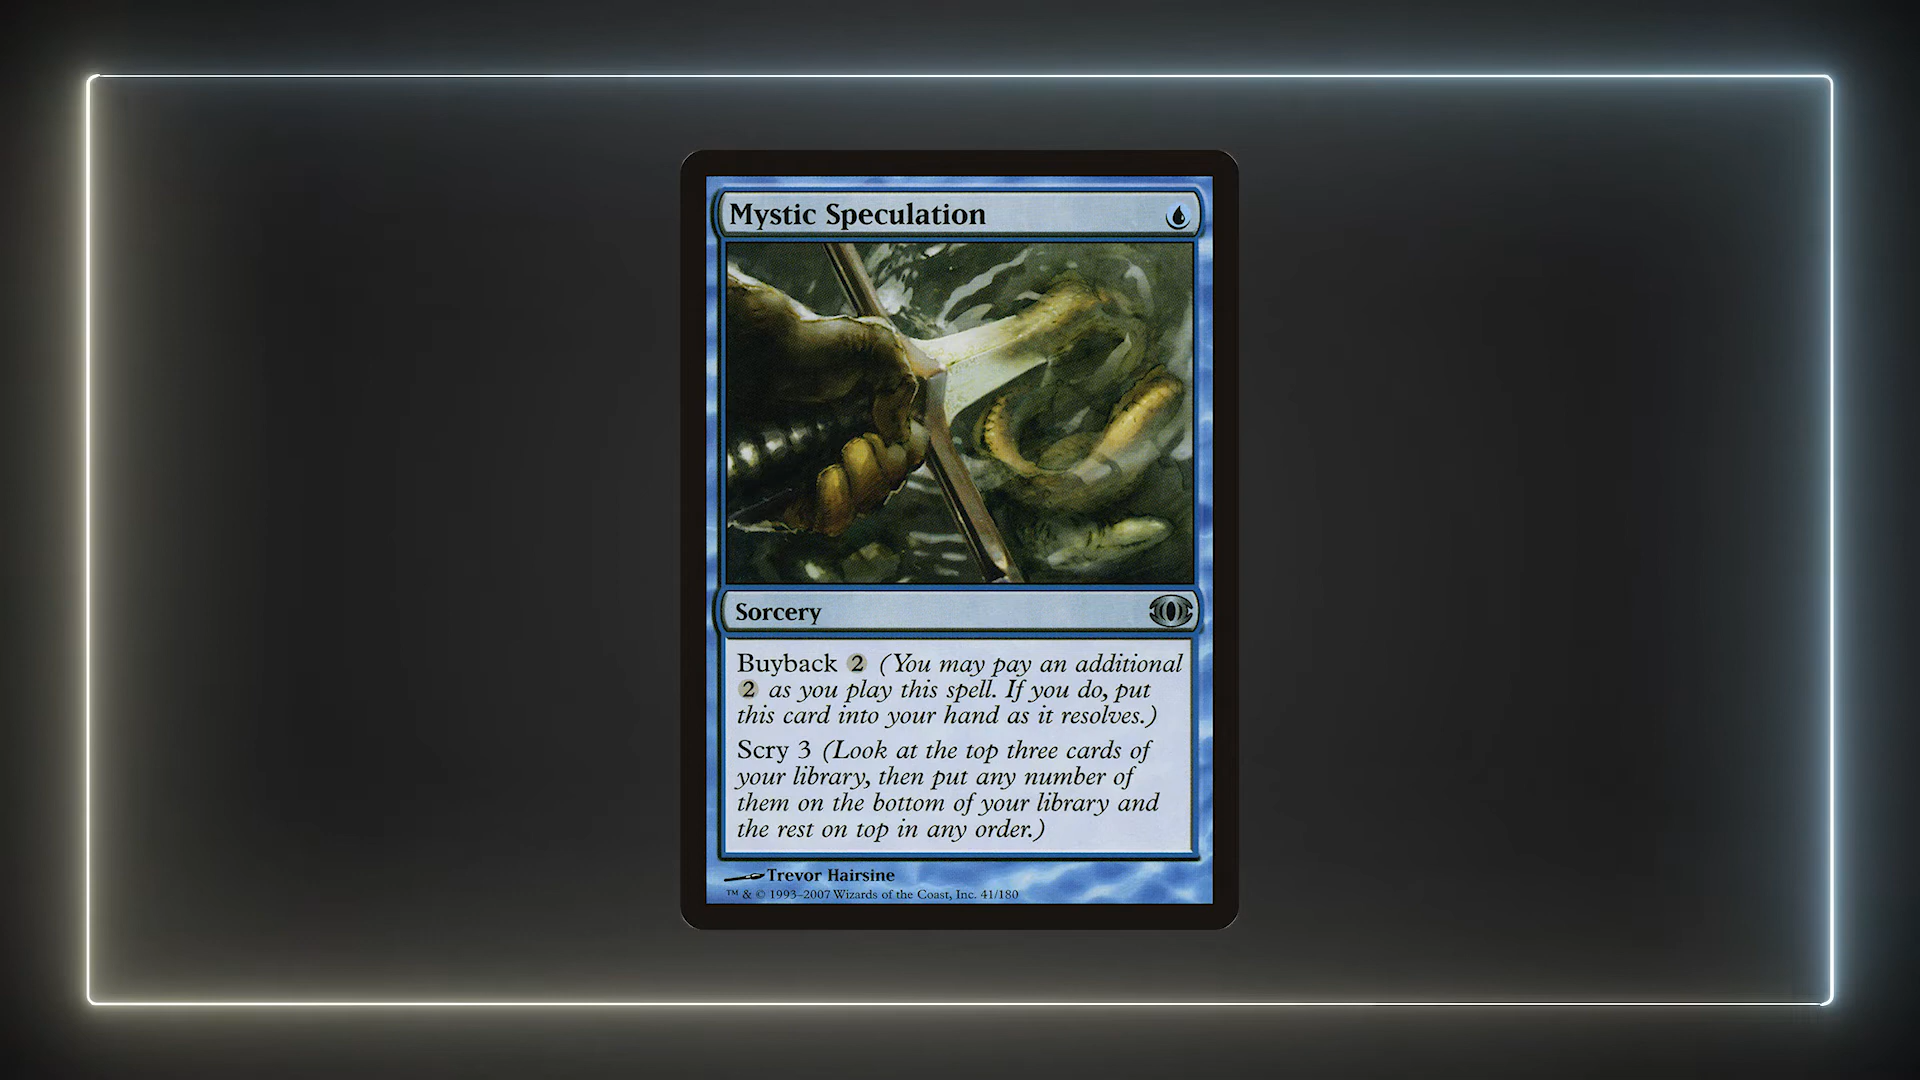 Mystic Speculation
Sorcery
Buyback 2 (You may pay an additional
2 as you play this spell. If you do, put
this card into your hand as it resolves.)
Scry 3 (Look at the top three cards of
your library, then put any number of
them on the bottom of your library and
the rest on top in any order.)
Trevor Hairsine
™ & © 1993–2007 Wizards of the Coast, Inc. 41/180